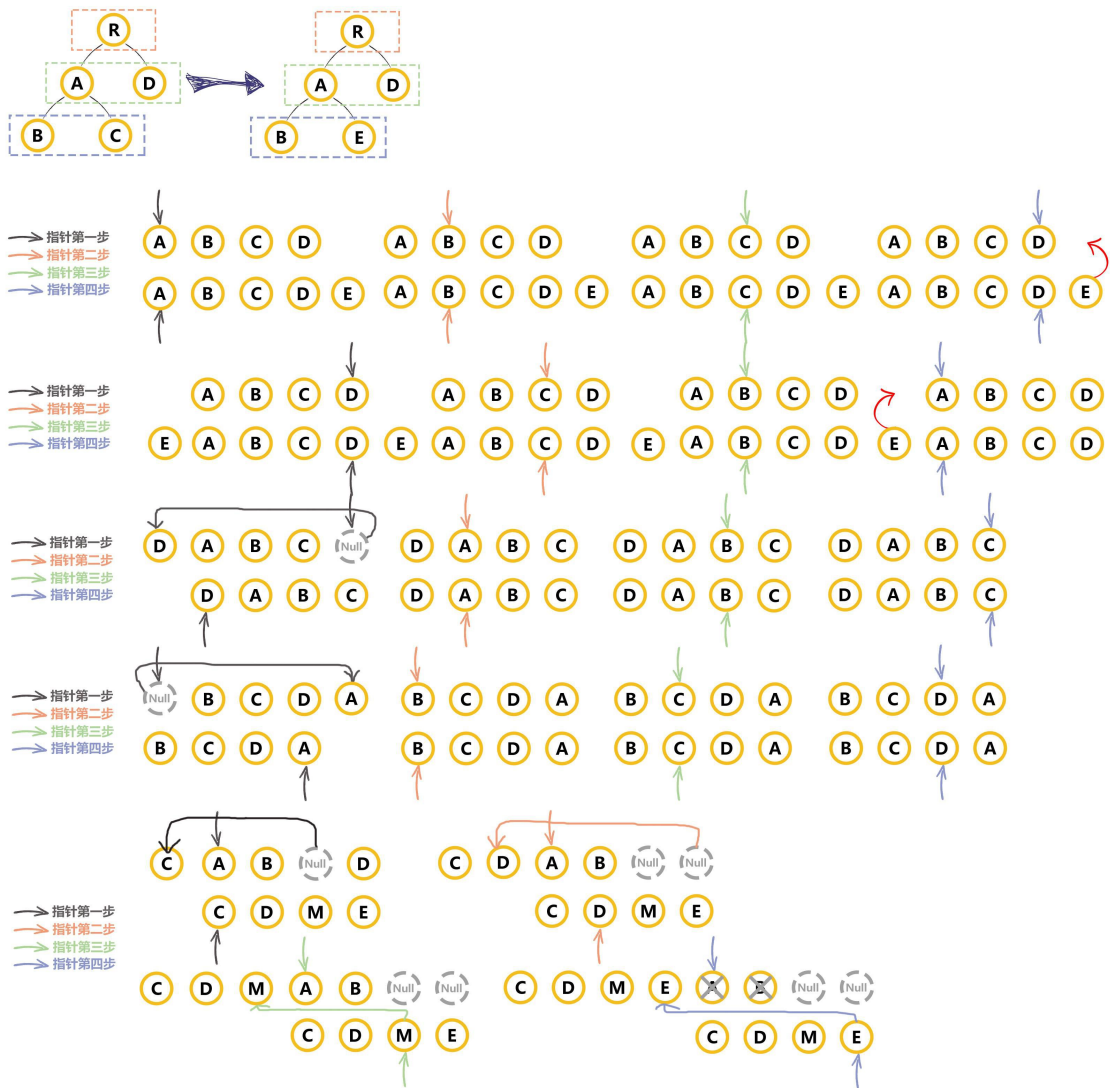 R R
A D A D
B C B E
指针第一步
指针第二步
指针第三步
指针第四步
A B C D A B C D A B C D A B C D
A B C D E A B C D E A B C D E A B C D E
指针第一步
指针第二步
指针第三步
指针第四步
A B C D A B C D A B C D A B C D
E A B C D E A B C D E A B C D E A B C D
指针第一步
指针第二步
指针第三步
指针第四步
D A B C Null D A B C D A B C D A B C
D A B C D A B C D A B C D A B C
指针第一步
指针第二步
指针第三步
指针第四步
Null B C D A B C D A B C D A B C D A
B C D A B C D A B C D A B C D A
C A B Null D C D A B Null Null
C D M E C D M E
指针第一步
指针第二步
指针第三步
指针第四步
C D M A B Null Null C D M E Null Null
C D M E C D M E